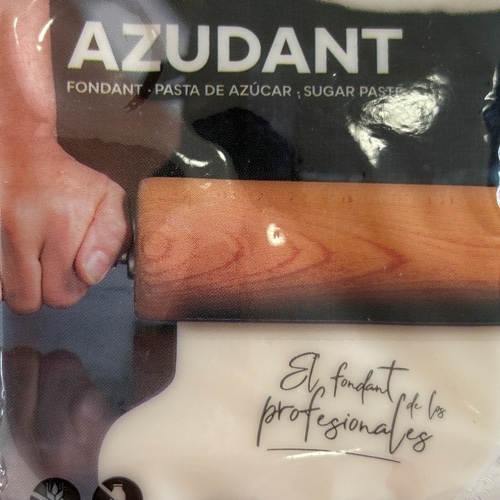 AZUDANT
FONDANT · PASTA DE AZÚCAR · SUGAR PASTE
El fondant
de los
profesionales